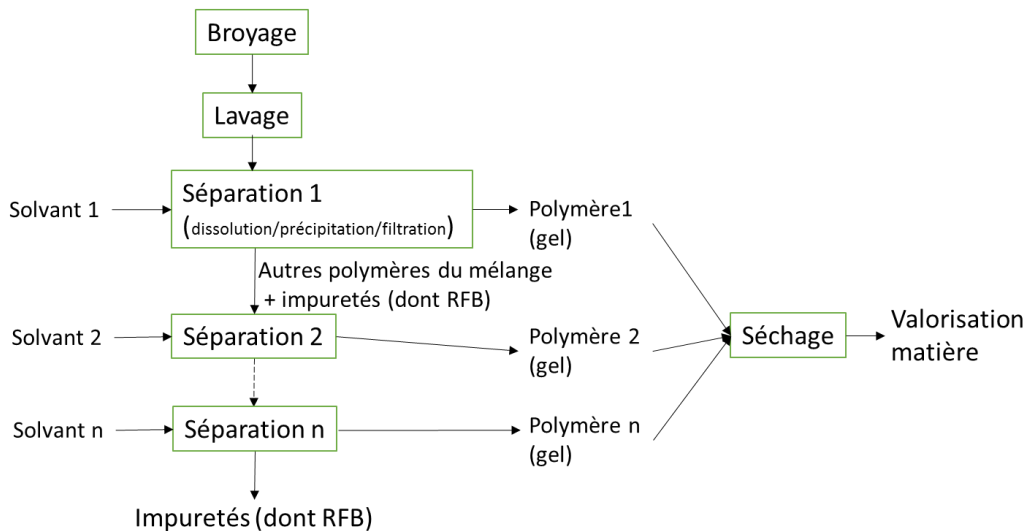 Broyage
Lavage
Solvant 1
Séparation 1
(dissolution/précipitation/filtration)
Polymère1
(gel)
Autres polymères du mélange
+ impuretés (dont RFB)
Solvant 2
Séparation 2
Polymère 2
(gel)
Séchage
Valorisation
matière
Solvant n
Séparation n
Polymère n
(gel)
Impuretés (dont RFB)